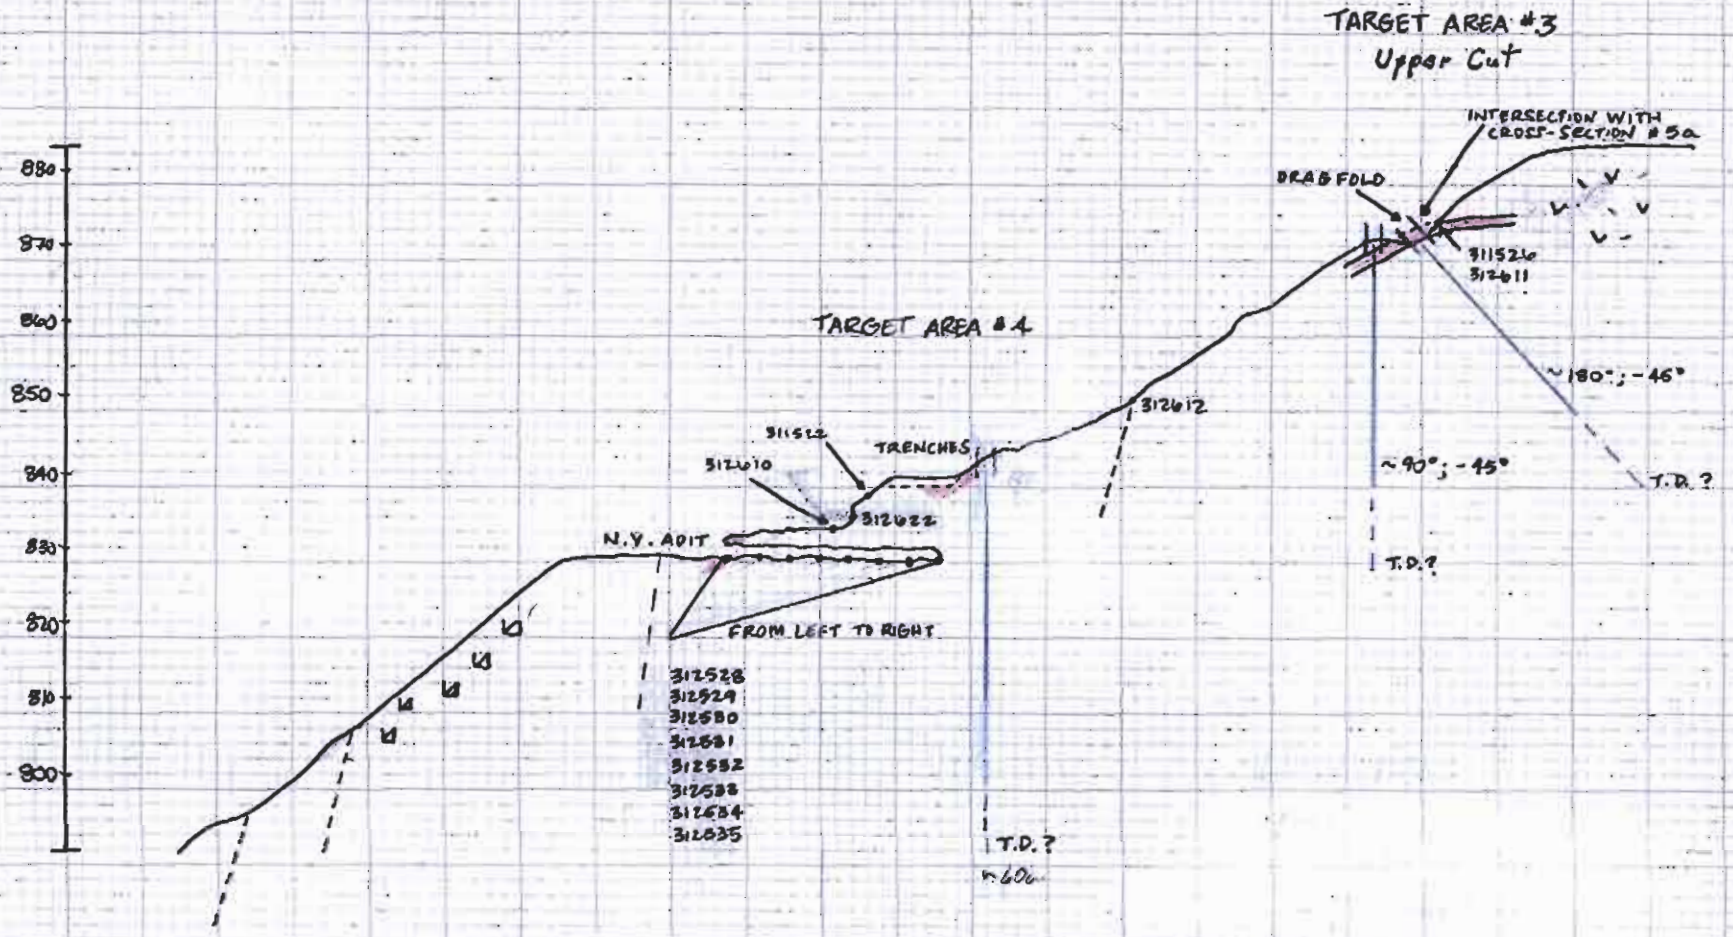 TARGET AREA #3
Upper Cut
INTERSECTION WITH
CROSS-SECTION #5a
DRAG FOLD
880
870
860
850
840
830
820
810
800
311526
312611
TARGET AREA #4
~180°; -45°
312612
311522
TRENCHES
312610
~90°; -45°
T.D.?
312622
N.Y. ADIT
T.D.?
FROM LEFT TO RIGHT
312528
312529
312530
312531
312532
312533
312534
312535
T.D.?